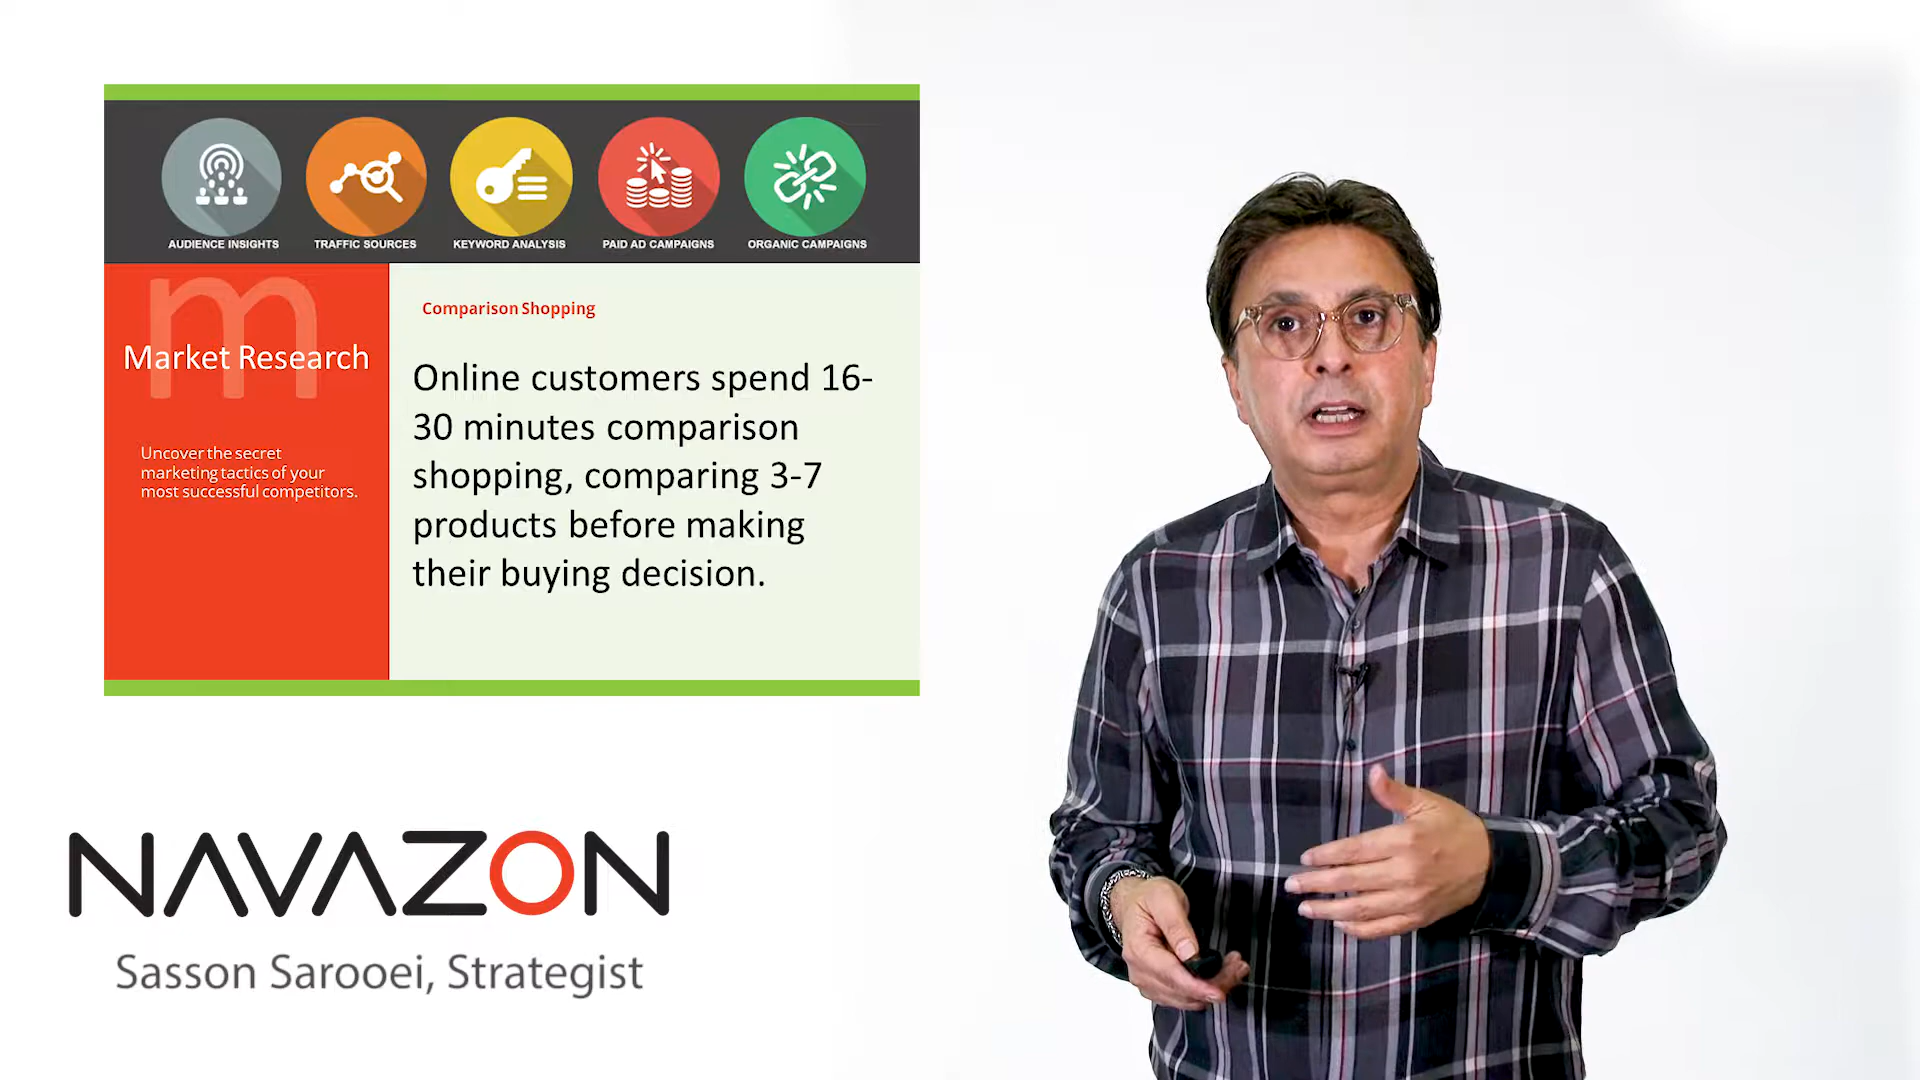 AUDIENCE INSIGHTS
TRAFFIC SOURCES
KEYWORD ANALYSIS
PAID AD CAMPAIGNS
ORGANIC CAMPAIGNS
m
Market Research
Uncover the secret
marketing tactics of your
most successful competitors.
Comparison Shopping
Online customers spend 16-
30 minutes comparison
shopping, comparing 3-7
products before making
their buying decision.
NAVAZON
Sasson Sarooei, Strategist